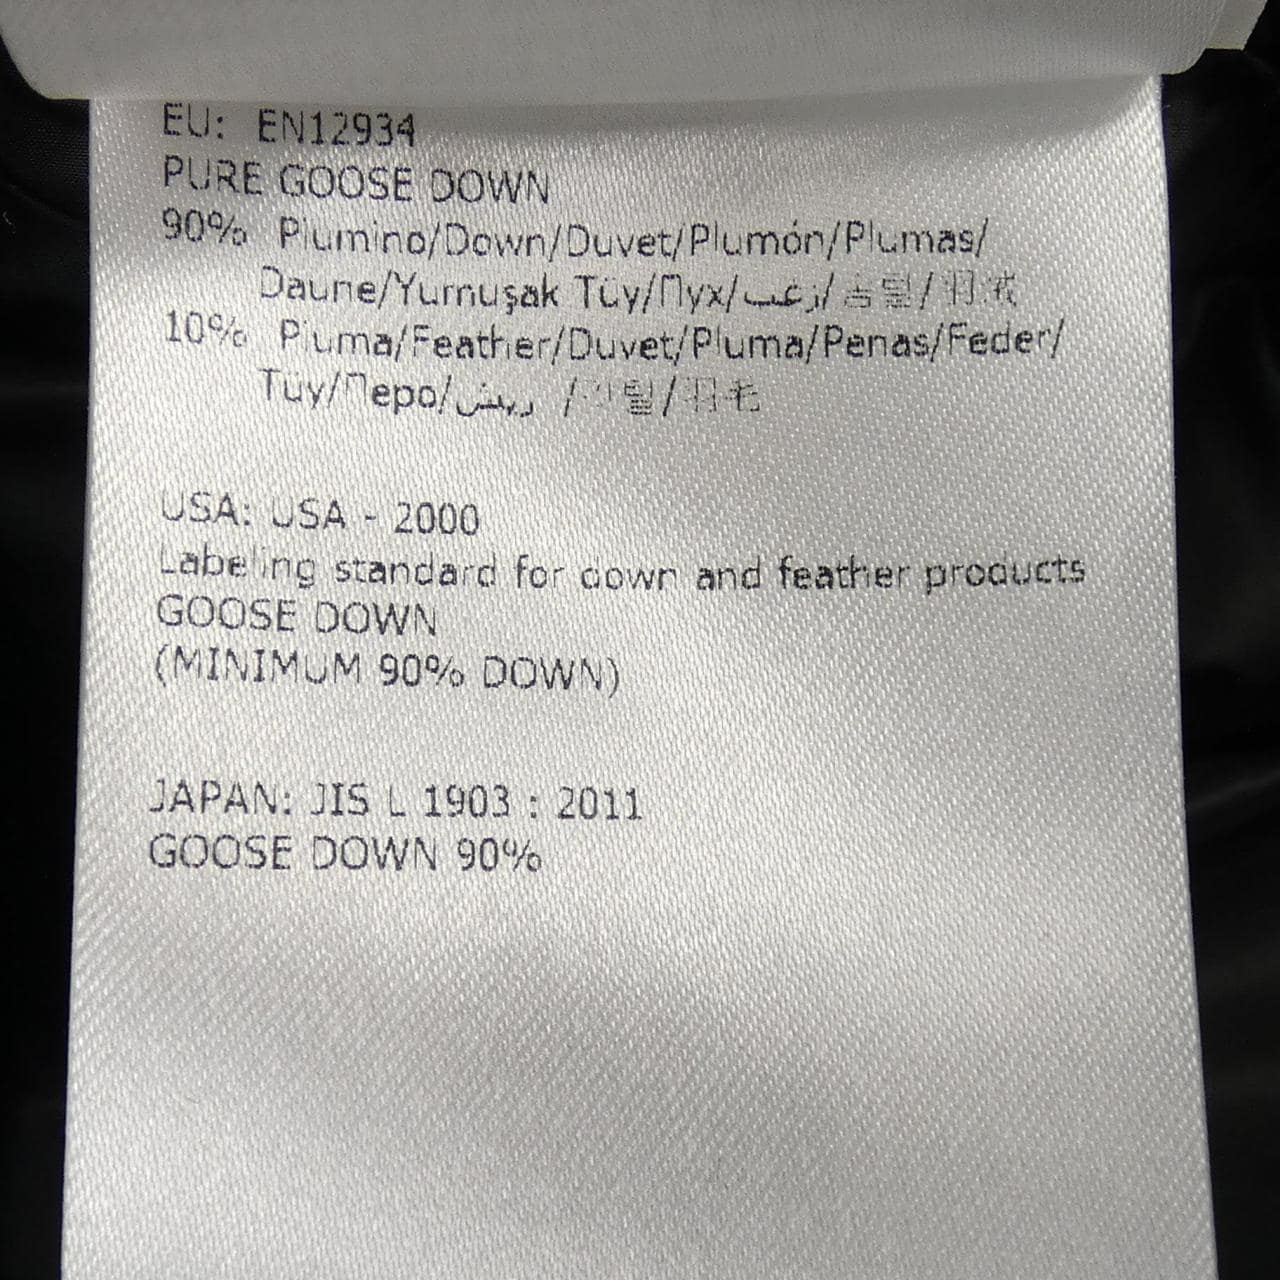 EU: EN12934
PURE GOOSE DOWN
90% Piumino/Down/Duvet/Plumón/Plumas/
Daune/Yumuşak Tüy/Пух/زغب/솜털/羽绒
10% Piuma/Feather/Duvet/Pluma/Penas/Feder/
Tüy/Перо/ريش /깃털/羽毛
USA: USA - 2000
Labeling standard for down and feather products
GOOSE DOWN
(MINIMUM 90% DOWN)
JAPAN: JIS L 1903 : 2011
GOOSE DOWN 90%